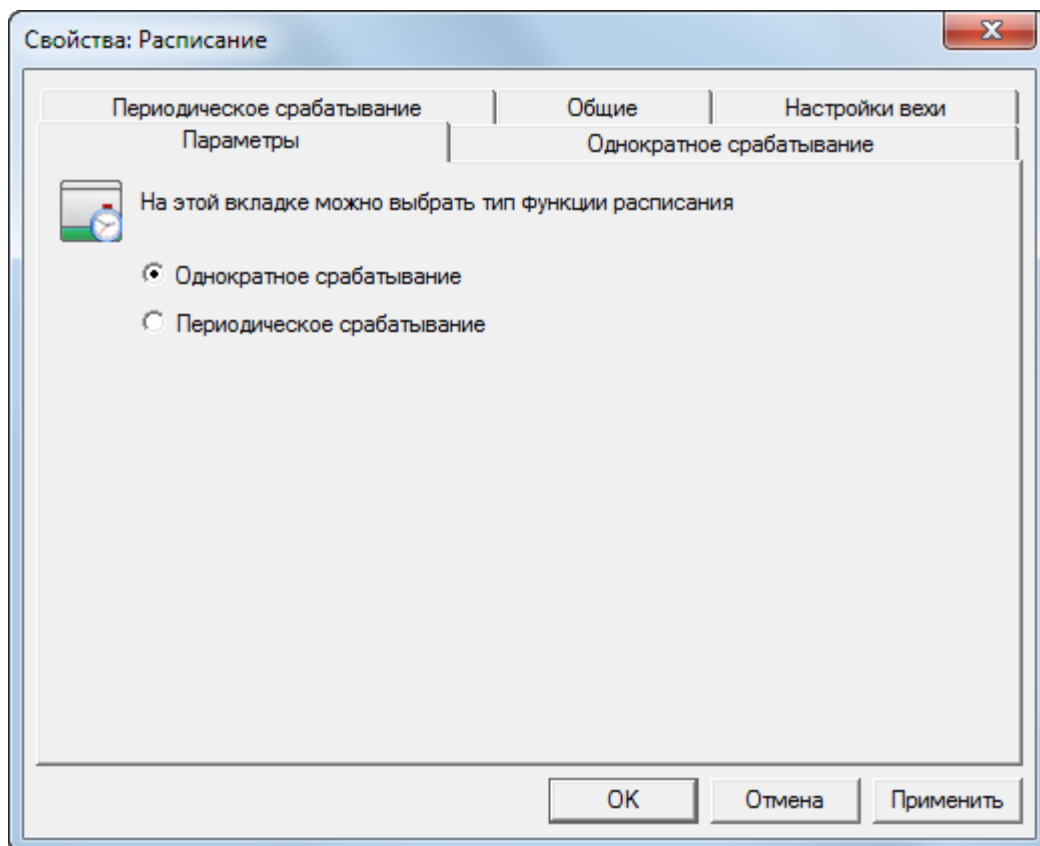 Свойства: Расписание
Периодическое срабатывание
Общие
Настройки вехи
Параметры
Однократное срабатывание
На этой вкладке можно выбрать тип функции расписания
Однократное срабатывание
Периодическое срабатывание
OK
Отмена
Применить